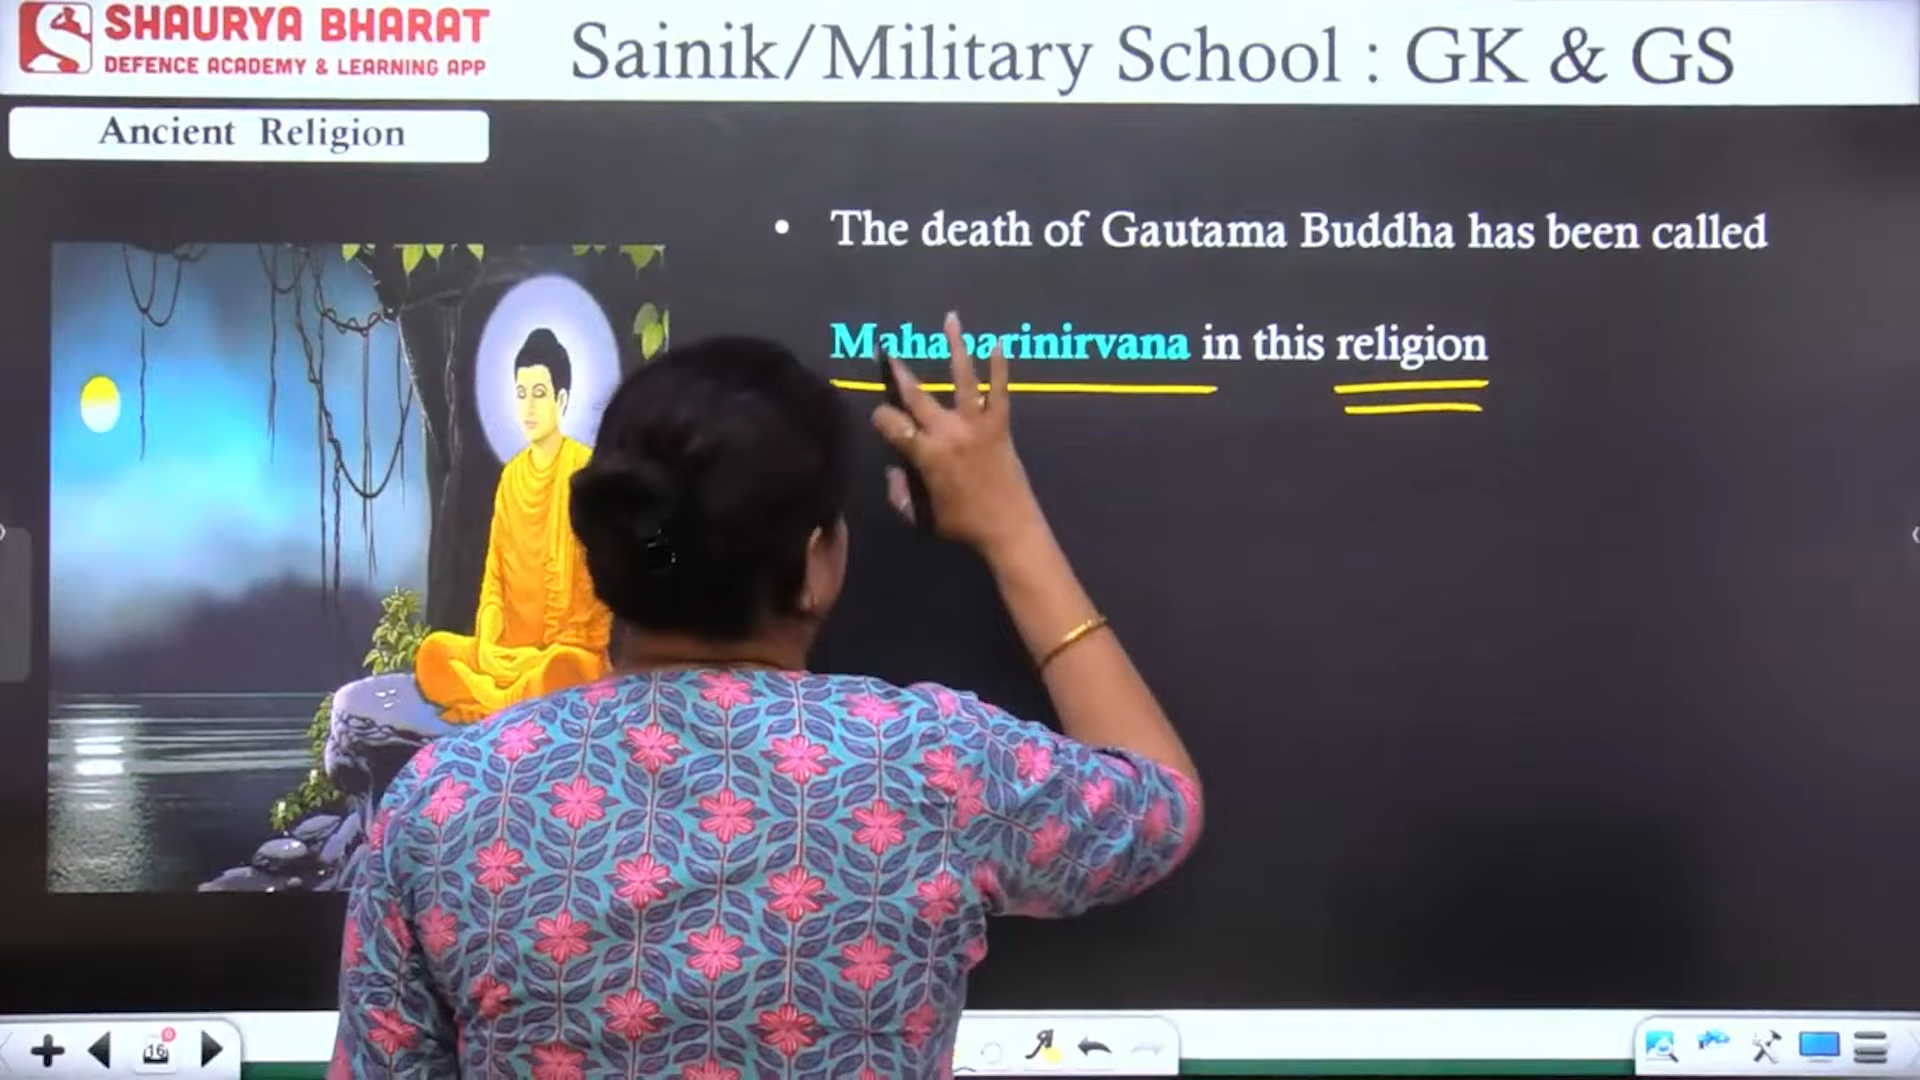 SHAURYA BHARAT
DEFENCE ACADEMY & LEARNING APP
Sainik/Military School : GK & GS
Ancient Religion
• The death of Gautama Buddha has been called
Mahaparinirvana in this religion
16